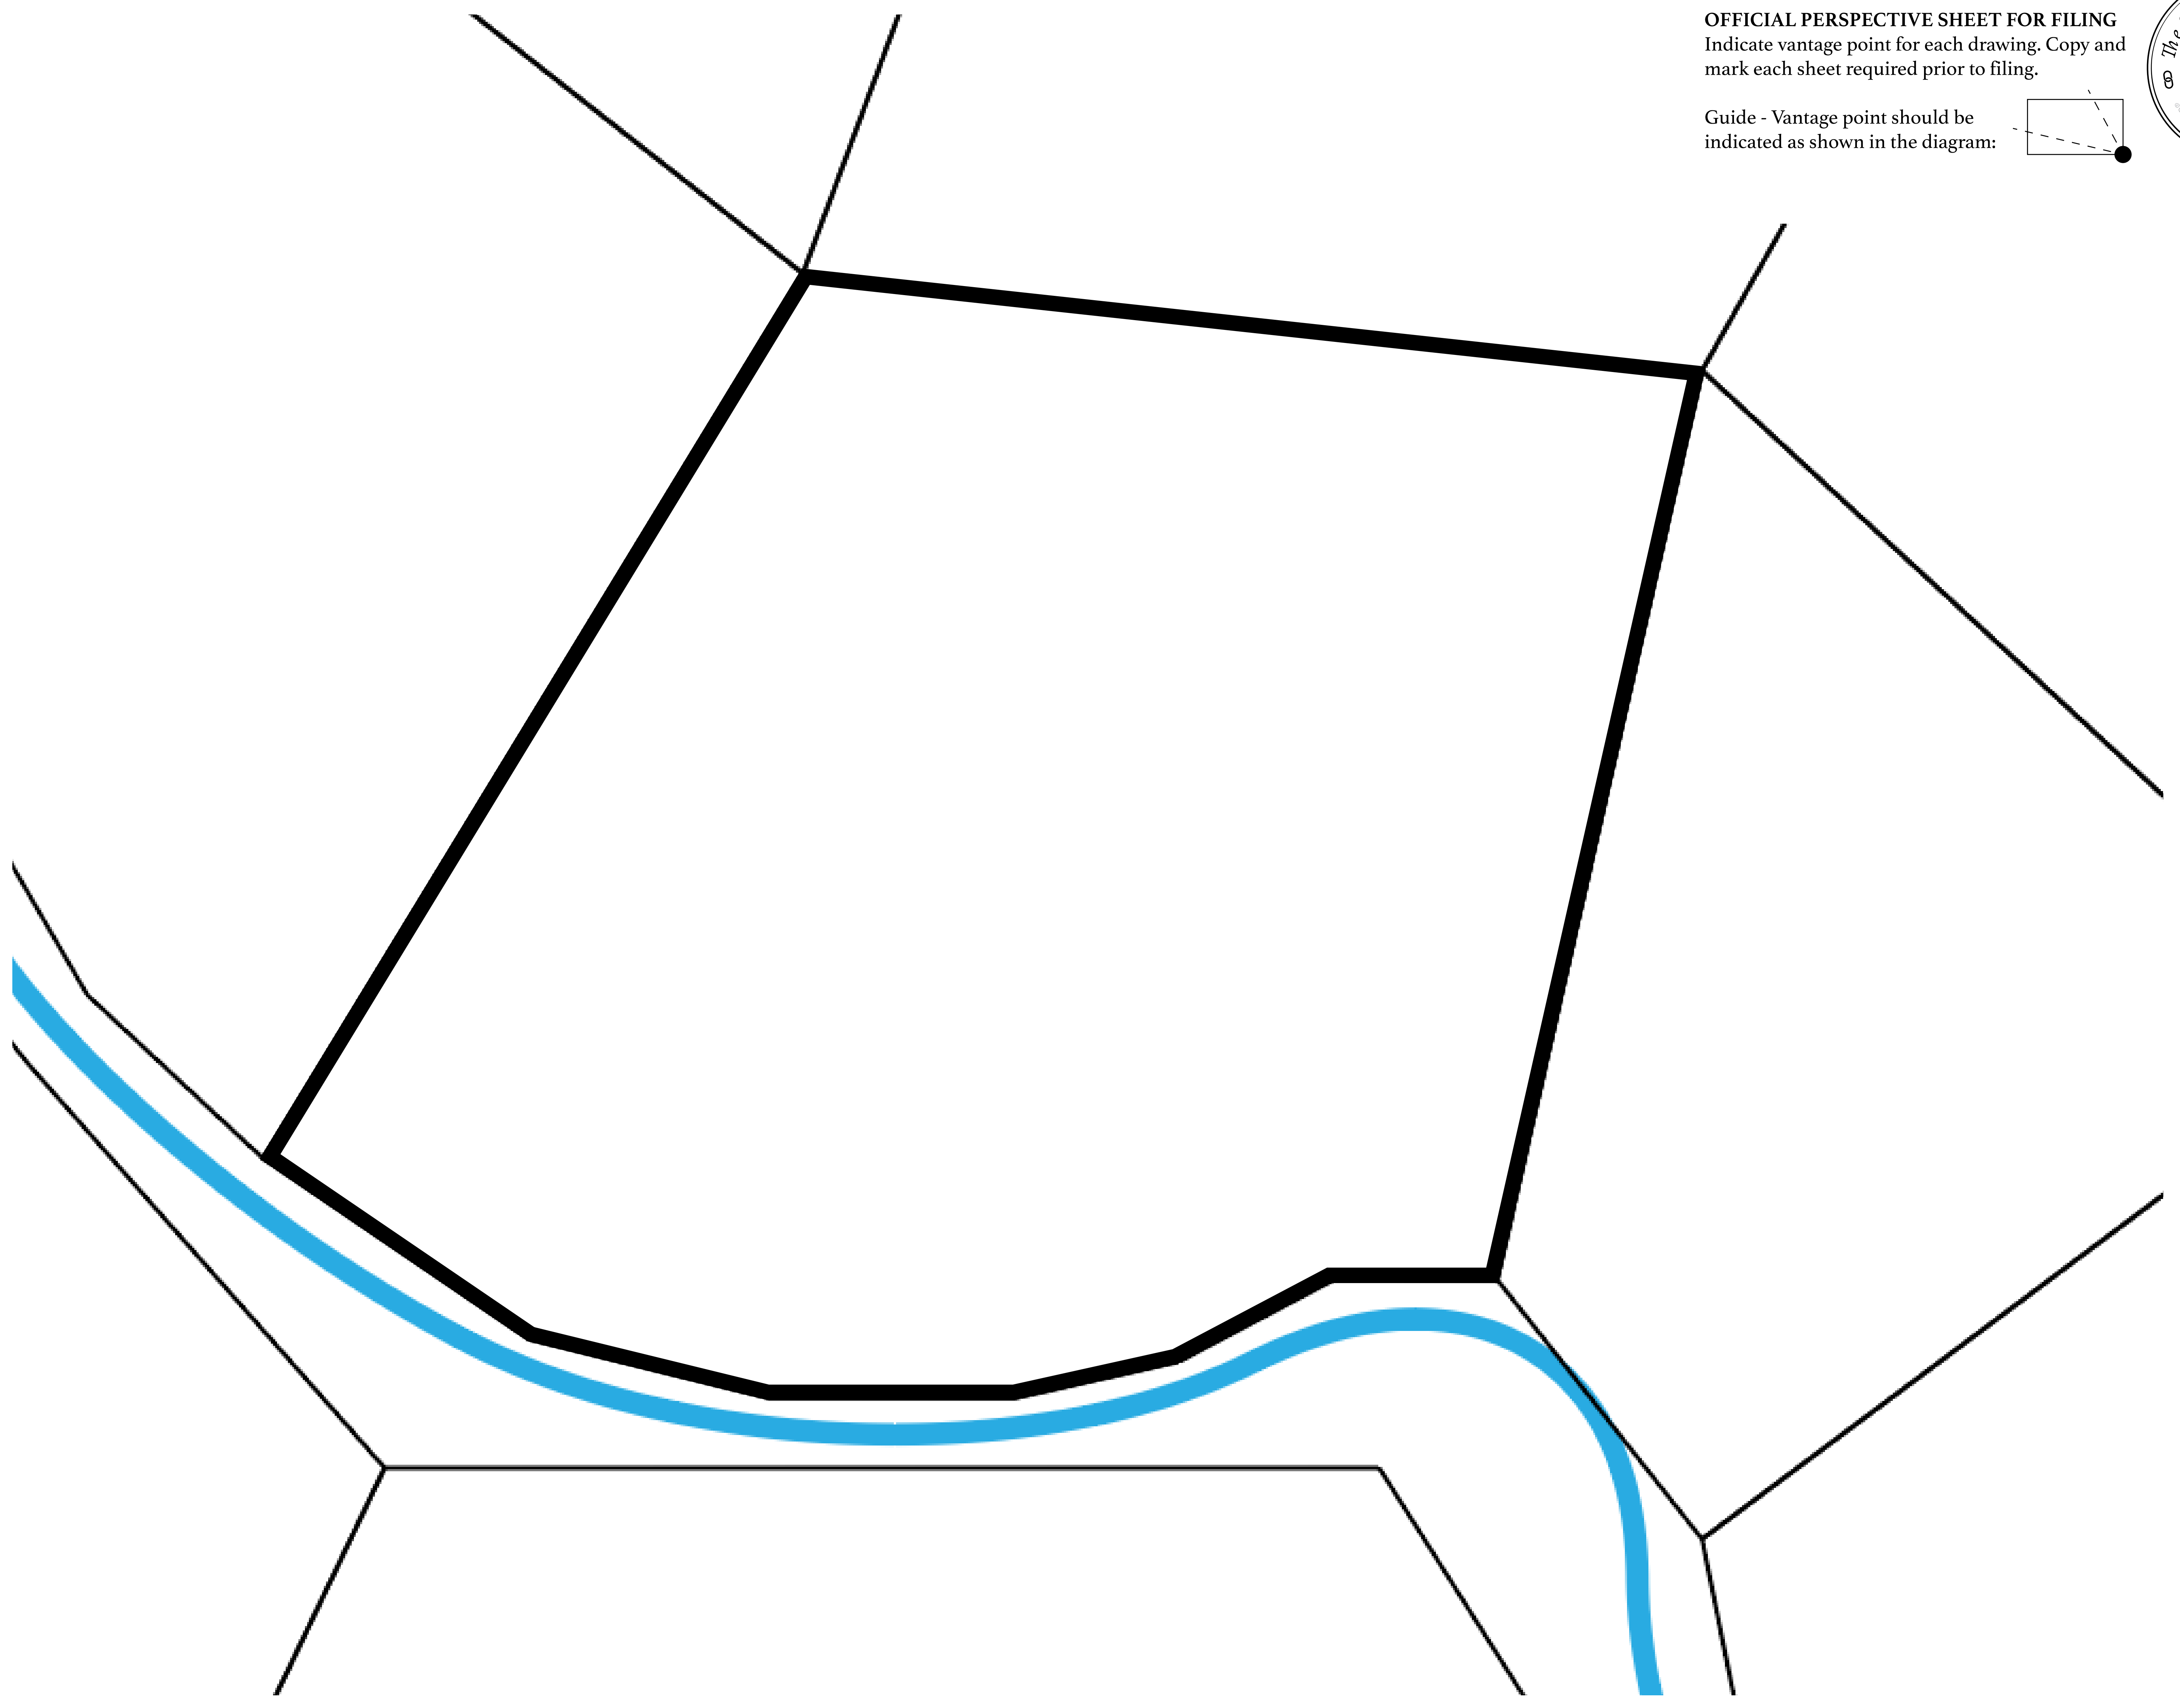 OFFICIAL PERSPECTIVE SHEET FOR FILING
Indicate vantage point for each drawing. Copy and
mark each sheet required prior to filing.
Guide - Vantage point should be
indicated as shown in the diagram:
The